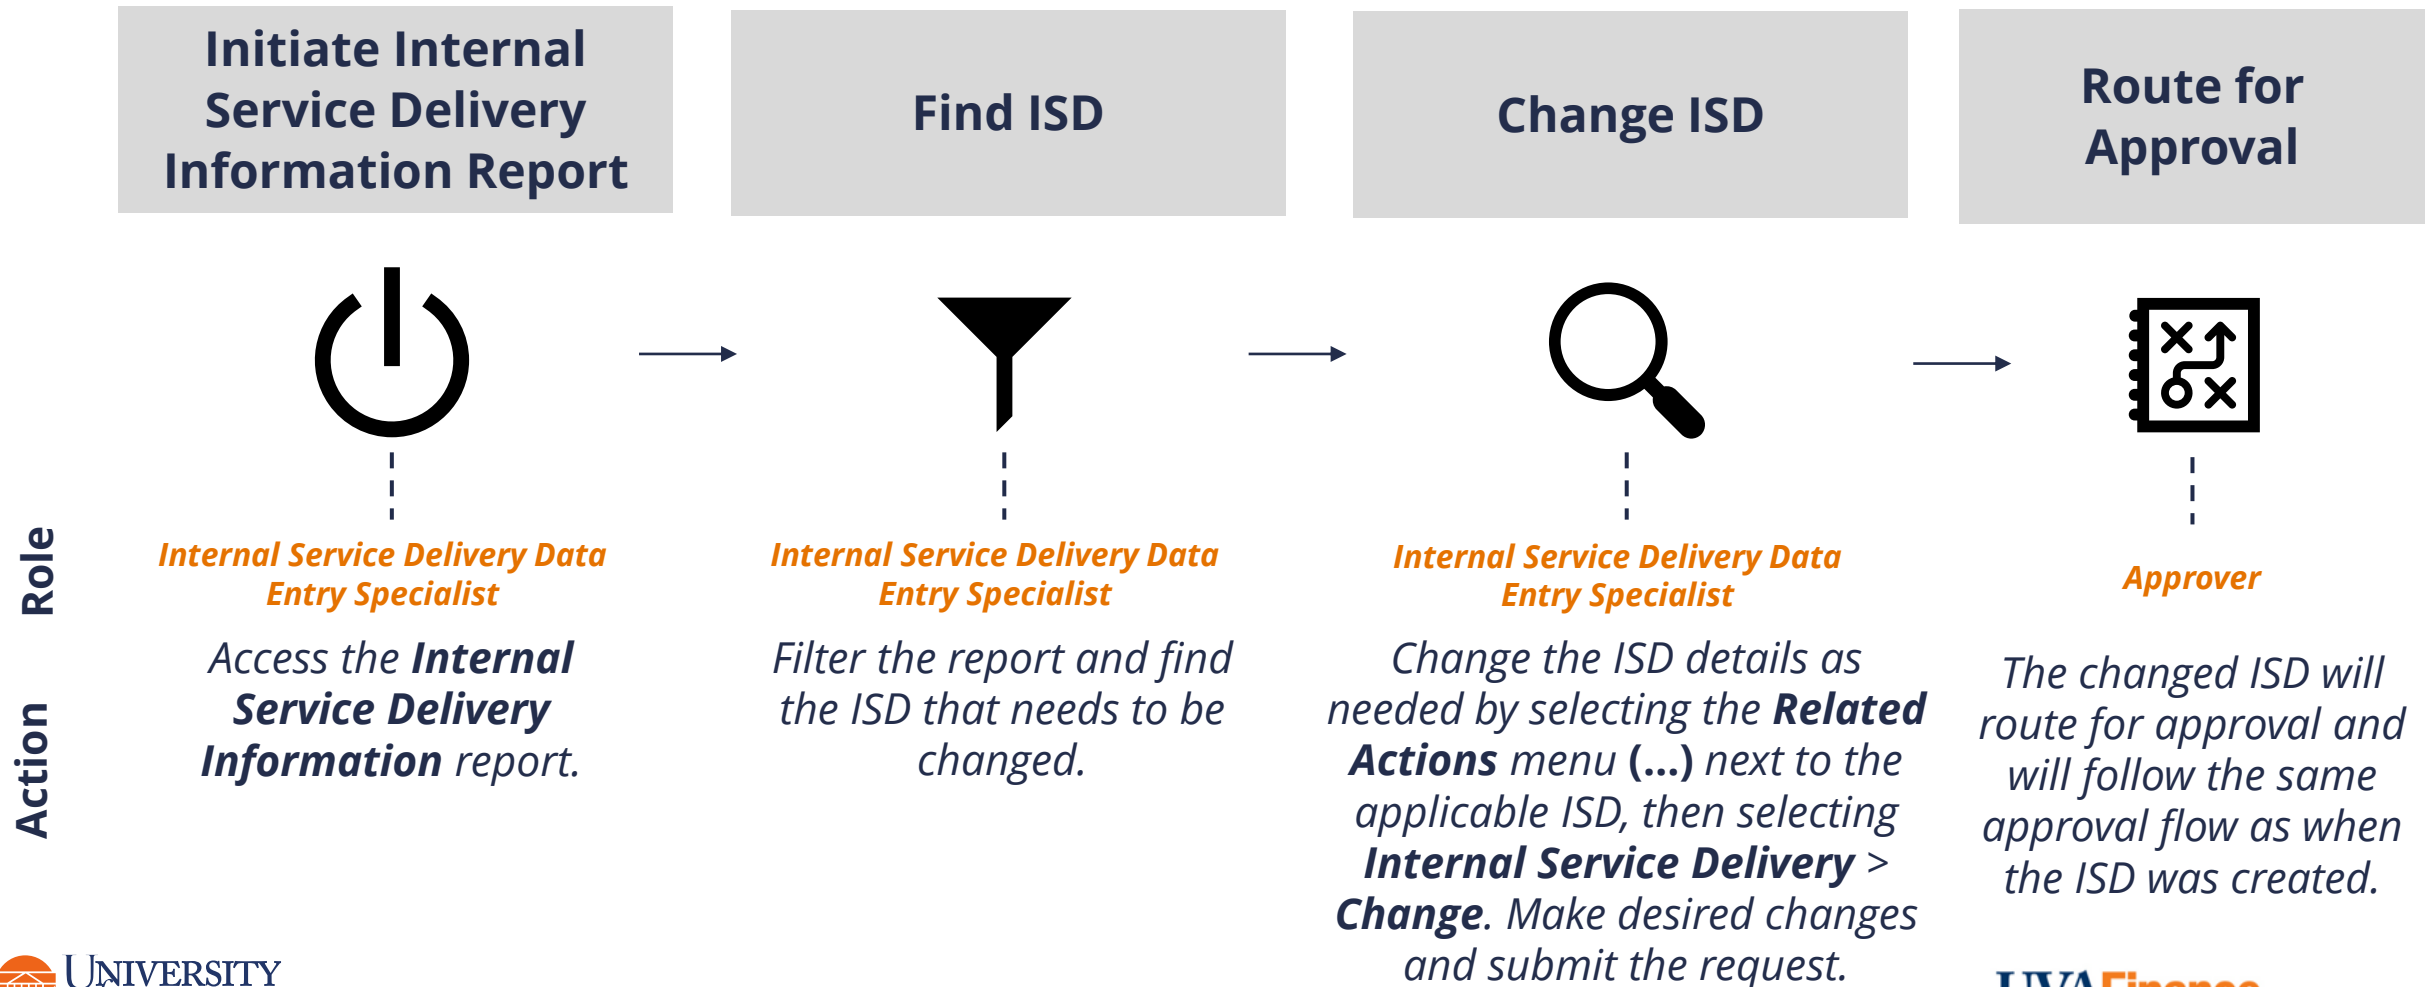 Initiate Internal
Service Delivery
Information Report
Find ISD
Change ISD
Route for
Approval
Role
Internal Service Delivery Data
Entry Specialist
Internal Service Delivery Data
Entry Specialist
Internal Service Delivery Data
Entry Specialist
Approver
Action
Access the Internal
Service Delivery
Information report.
Filter the report and find
the ISD that needs to be
changed.
Change the ISD details as
needed by selecting the Related
Actions menu (...) next to the
applicable ISD, then selecting
Internal Service Delivery >
Change. Make desired changes
and submit the request.
The changed ISD will
route for approval and
will follow the same
approval flow as when
the ISD was created.
UNIVERSITY
UVAFinance